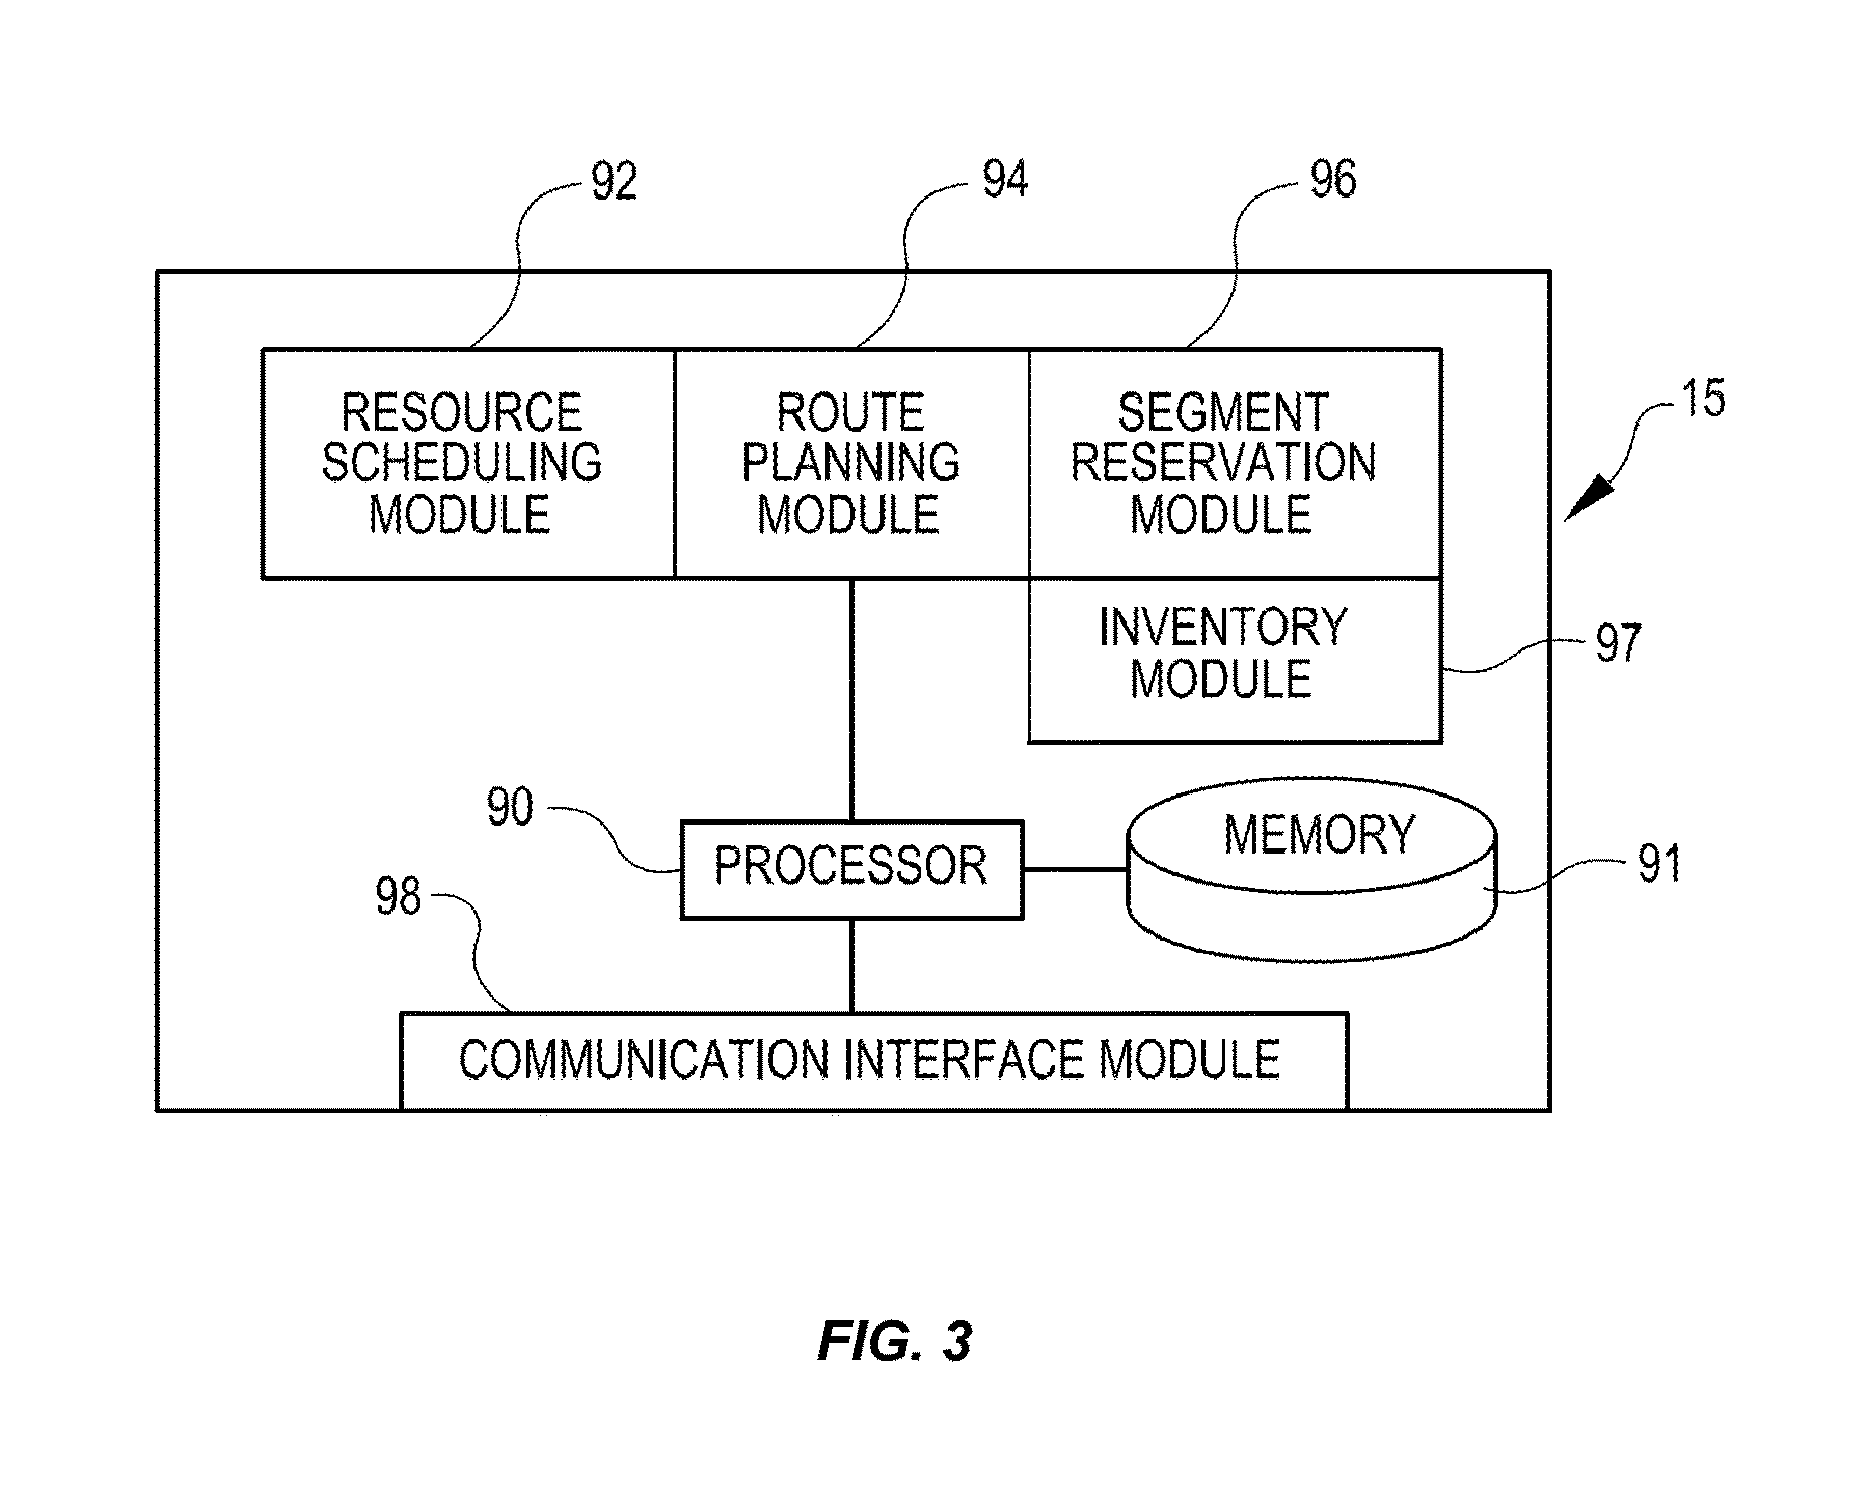 92
94
96
RESOURCE
SCHEDULING
MODULE
ROUTE
PLANNING
MODULE
SEGMENT
RESERVATION
MODULE
15
INVENTORY
MODULE
97
90
PROCESSOR
MEMORY
91
98
COMMUNICATION INTERFACE MODULE
FIG. 3